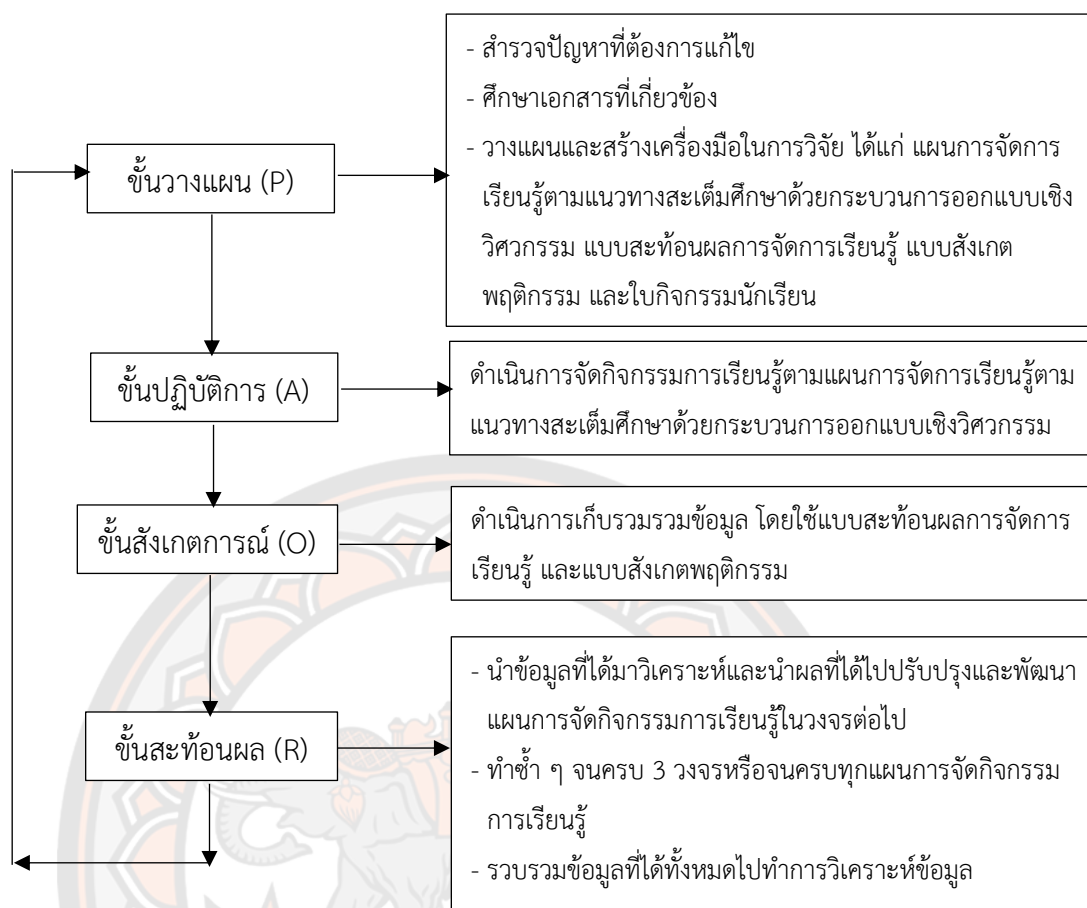 - สำรวจปัญหาที่ต้องการแก้ไข
- ศึกษาเอกสารที่เกี่ยวข้อง
- วางแผนและสร้างเครื่องมือในการวิจัย ได้แก่ แผนการจัดการ
เรียนรู้ตามแนวทางสะเต็มศึกษาด้วยกระบวนการออกแบบเชิง
วิศวกรรม แบบสะท้อนผลการจัดการเรียนรู้ แบบสังเกต
พฤติกรรม และใบกิจกรรมนักเรียน
ขั้นวางแผน (P)
ขั้นปฏิบัติการ (A)
ดำเนินการจัดกิจกรรมการเรียนรู้ตามแผนการจัดการเรียนรู้ตาม
แนวทางสะเต็มศึกษาด้วยกระบวนการออกแบบเชิงวิศวกรรม
ขั้นสังเกตการณ์ (O)
ดำเนินการเก็บรวมรวมข้อมูล โดยใช้แบบสะท้อนผลการจัดการ
เรียนรู้ และแบบสังเกตพฤติกรรม
ขั้นสะท้อนผล (R)
- นำข้อมูลที่ได้มาวิเคราะห์และนำผลที่ได้ไปปรับปรุงและพัฒนา
แผนการจัดกิจกรรมการเรียนรู้ในวงจรต่อไป
- ทำซ้ำ ๆ จนครบ 3 วงจรหรือจนครบทุกแผนการจัดกิจกรรม
การเรียนรู้
- รวบรวมข้อมูลที่ได้ทั้งหมดไปทำการวิเคราะห์ข้อมูล